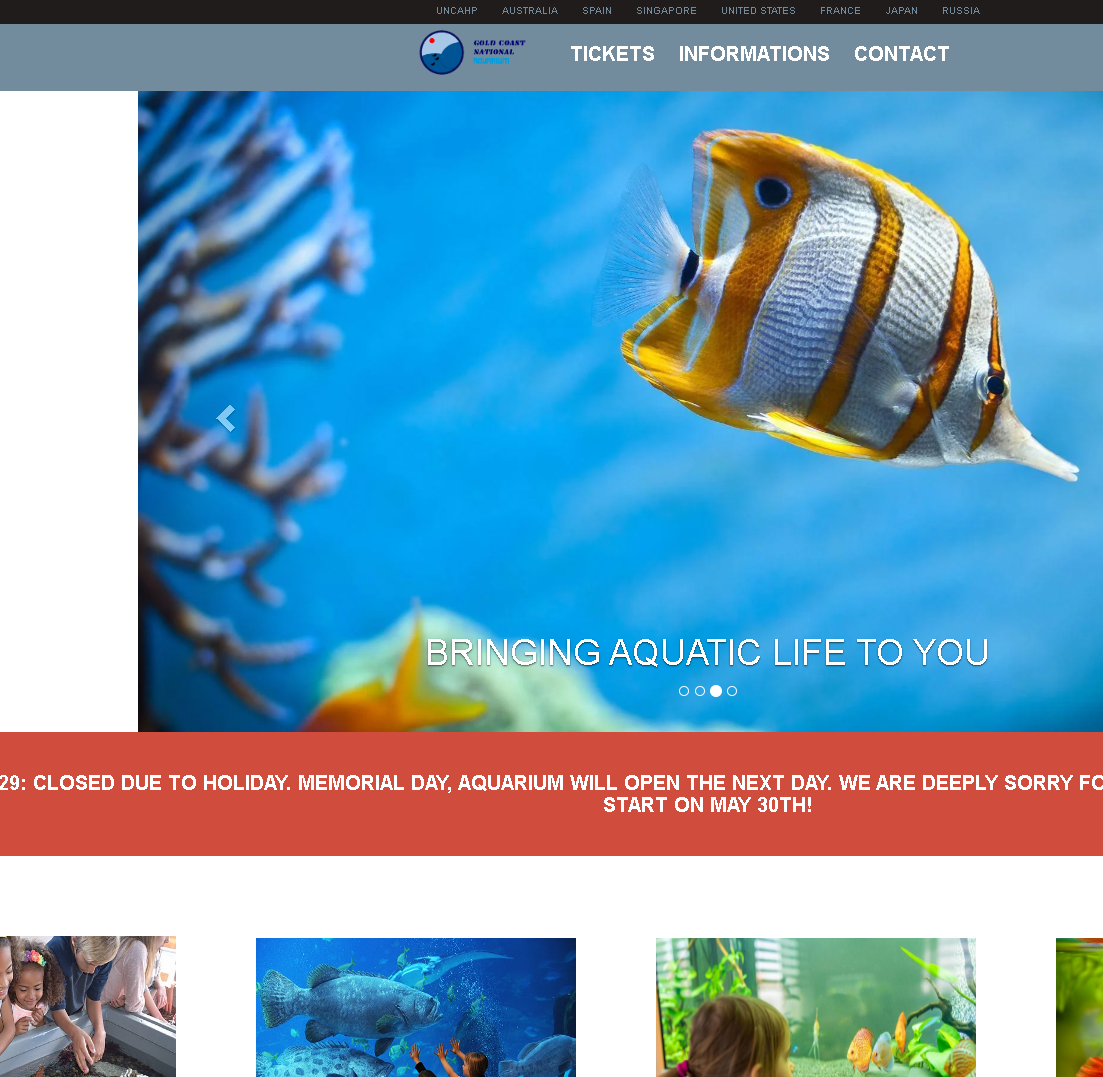 UNCAHP AUSTRALIA SPAIN SINGAPORE UNITED STATES FRANCE JAPAN RUSSIA
GOLD COAST
NATIONAL
TICKETS INFORMATIONS CONTACT
BRINGING AQUATIC LIFE TO YOU
29: CLOSED DUE TO HOLIDAY. MEMORIAL DAY, AQUARIUM WILL OPEN THE NEXT DAY. WE ARE DEEPLY SORRY FO
START ON MAY 30TH!